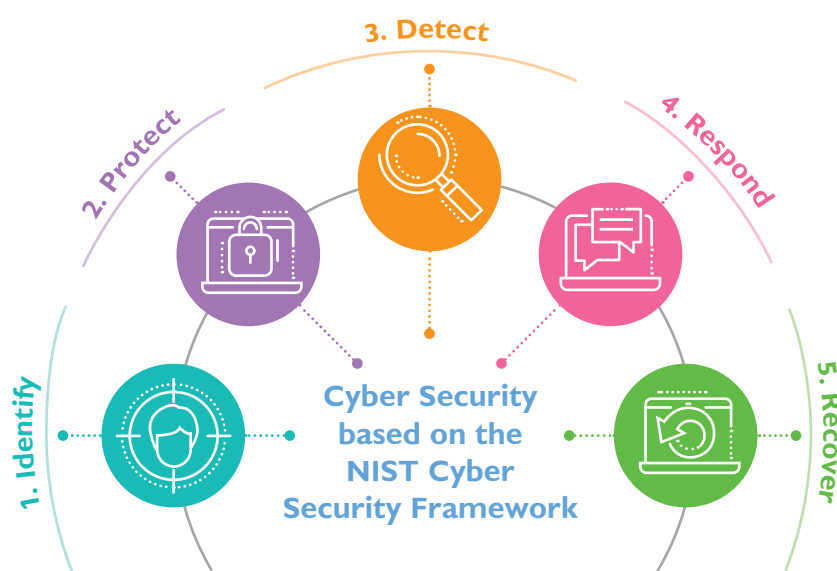 1. Identify
2. Protect
3. Detect
4. Respond
5. Recover
Cyber Security
based on the
NIST Cyber
Security Framework